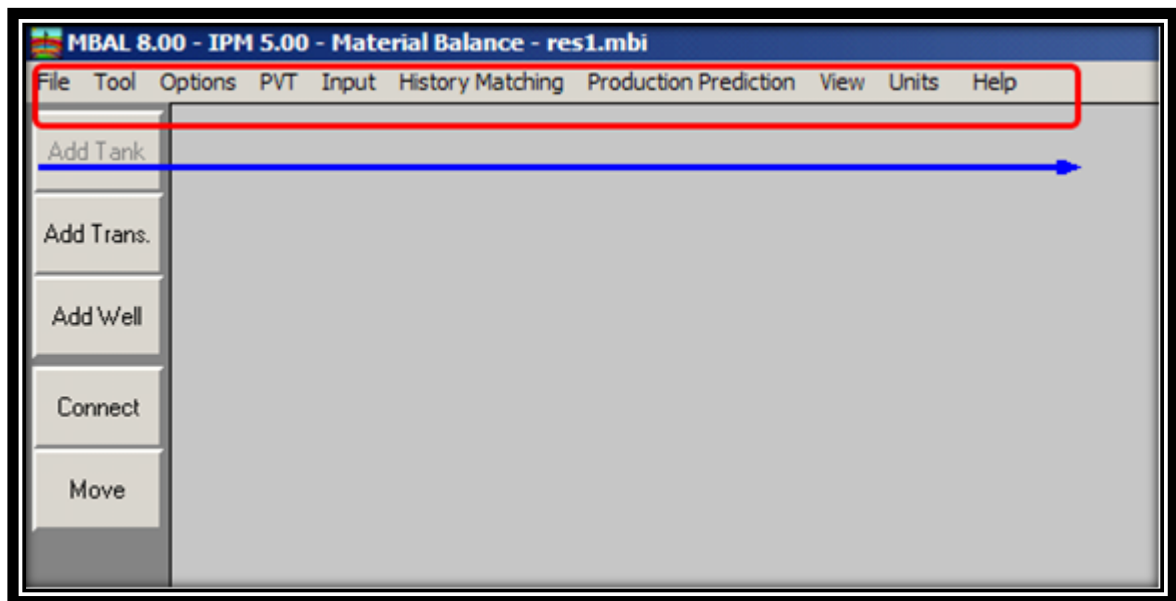 MBAL 8.00 - IPM 5.00 - Material Balance - res1.mbi
File Tool Options PVT Input History Matching Production Prediction View Units Help
Add Tank
Add Trans.
Add Well
Connect
Move